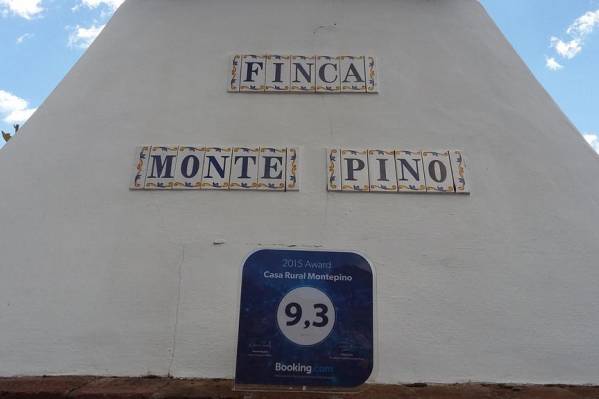 FINCA
MONTE PINO
2015 Award
Casa Rural Montepino
9,3
Booking.com